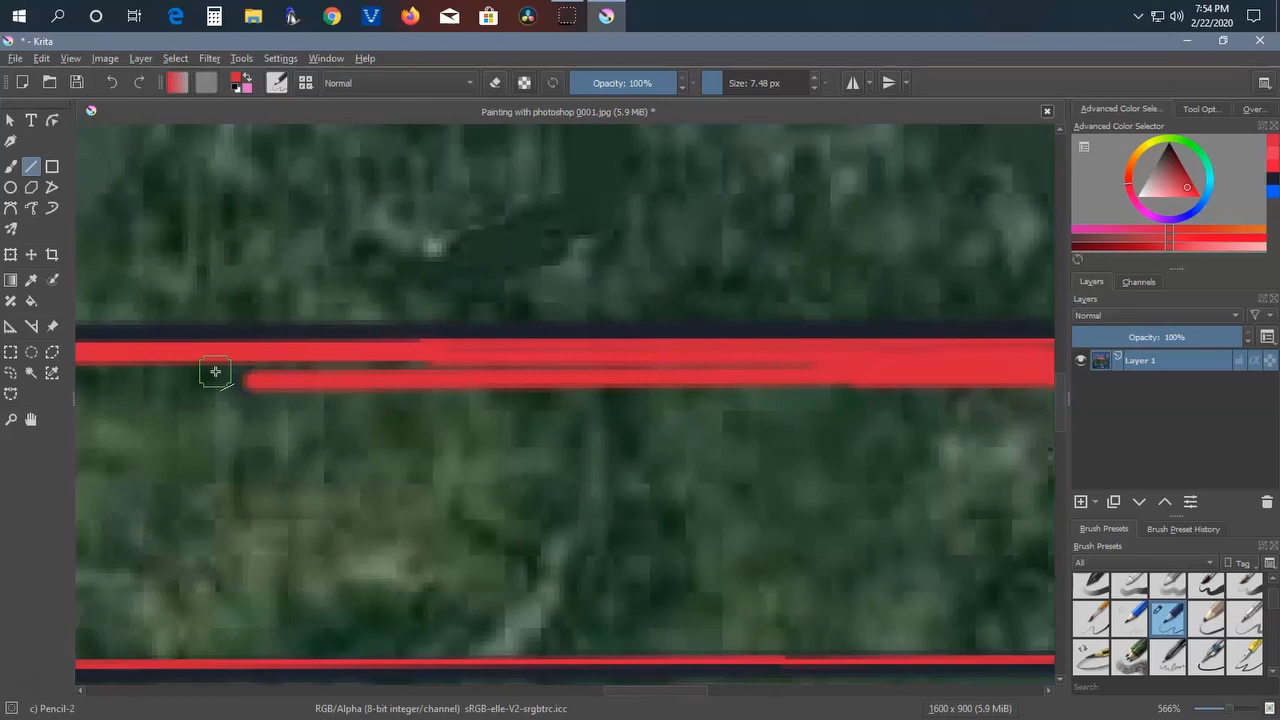 7:54 PM
2/22/2020
* - Krita
File Edit View Image Layer Select Filter Tools Settings Window Help
Normal
Opacity: 100%
Size: 7.48 px
Painting with photoshop 0001.jpg (5.9 MiB) *
Advanced Color Sele...
Tool Opt...
Over...
Advanced Color Selector
Layers
Channels
Layers
Normal
Opacity: 100%
Layer 1
Brush Presets
Brush Preset History
Brush Presets
All
Tag
Search
c) Pencil-2
RGB/Alpha (8-bit integer/channel) sRGB-elle-V2-srgbtrc.icc
1600 x 900 (5.9 MiB)
566%